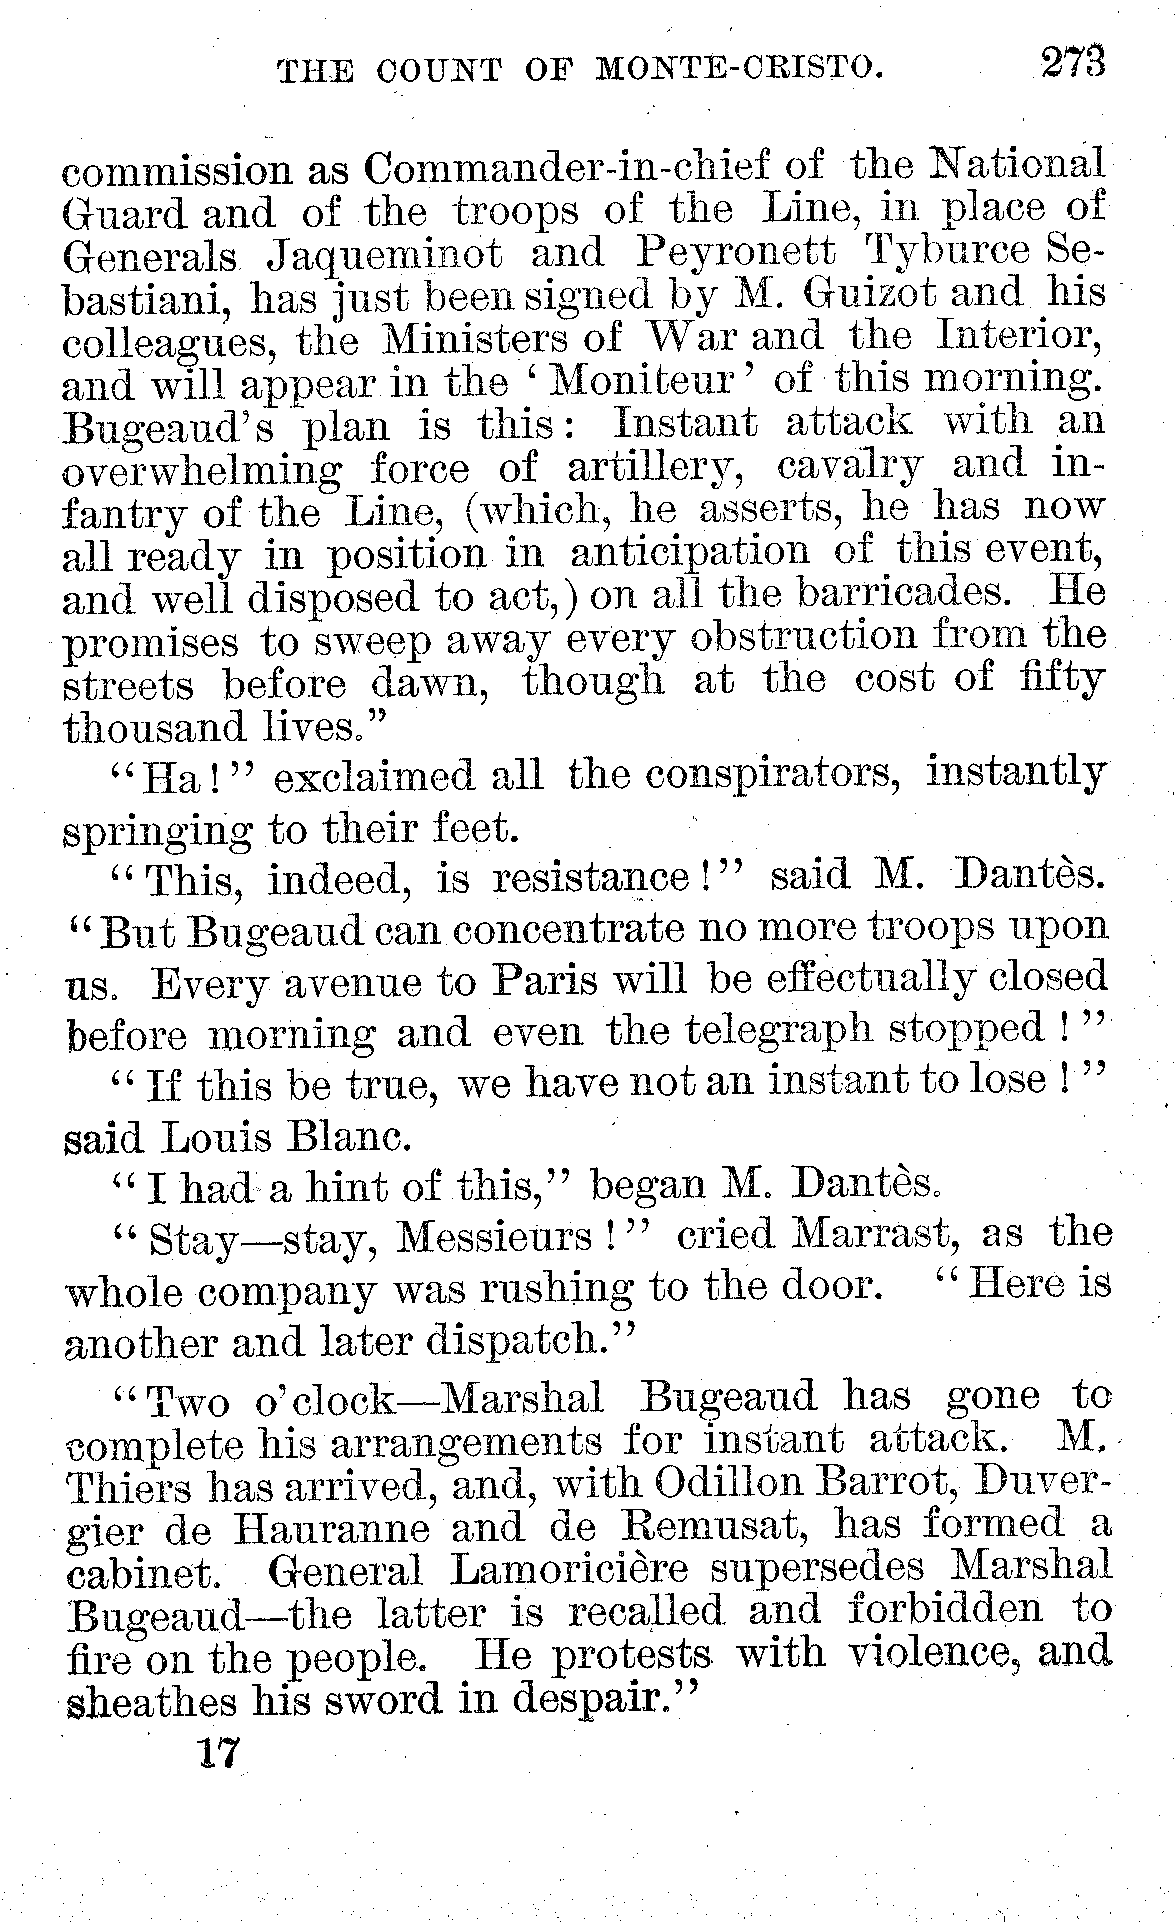 THE COUNT OF MONTE-CRISTO. 273
commission as Commander-in-chief of the National
Guard and of the troops of the Line, in place of
Generals Jaqueminot and Peyronett Tyburce Se-
bastiani, has just been signed by M. Guizot and his
colleagues, the Ministers of War and the Interior,
and will appear in the ‘Moniteur’ of this morning.
Bugeaud’s plan is this: Instant attack with an
overwhelming force of artillery, cavalry and in-
fantry of the Line, (which, he asserts, he has now
all ready in position in anticipation of this event,
and well disposed to act,) on all the barricades. He
promises to sweep away every obstruction from the
streets before dawn, though at the cost of fifty
thousand lives.”
“Ha!” exclaimed all the conspirators, instantly
springing to their feet.
“This, indeed, is resistance!” said M. Dantès.
“But Bugeaud can concentrate no more troops upon
us. Every avenue to Paris will be effectually closed
before morning and even the telegraph stopped!”
“If this be true, we have not an instant to lose!”
said Louis Blanc.
“I had a hint of this,” began M. Dantès.
“Stay—stay, Messieurs!” cried Marrast, as the
whole company was rushing to the door. “Here is
another and later dispatch.”
“Two o’clock—Marshal Bugeaud has gone to
complete his arrangements for instant attack. M.
Thiers has arrived, and, with Odillon Barrot, Duver-
gier de Hauranne and de Remusat, has formed a
cabinet. General Lamoricière supersedes Marshal
Bugeaud—the latter is recalled and forbidden to
fire on the people. He protests with violence, and
sheathes his sword in despair.”
17